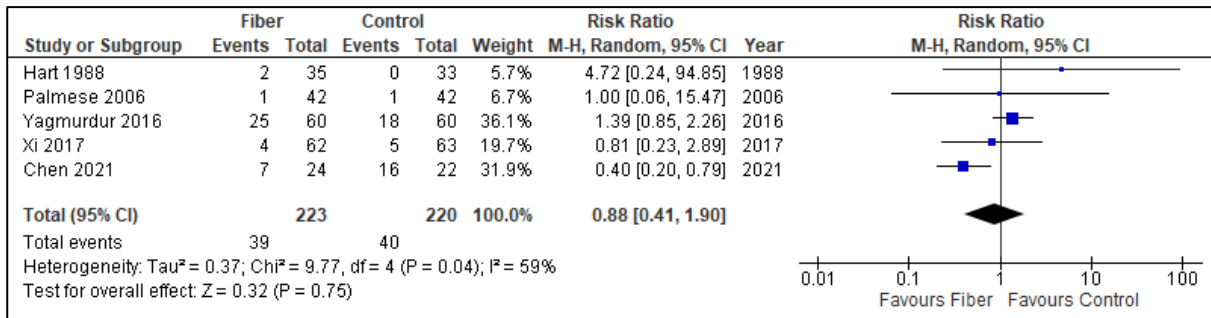 Fiber Control Risk Ratio Risk Ratio
Study or Subgroup Events Total Events Total Weight M-H, Random, 95% CI Year M-H, Random, 95% CI
Hart 1988 2 35 0 33 5.7% 4.72 [0.24, 94.85] 1988
Palmese 2006 1 42 1 42 6.7% 1.00 [0.06, 15.47] 2006
Yagmurdur 2016 25 60 18 60 36.1% 1.39 [0.85, 2.26] 2016
Xi 2017 4 62 5 63 19.7% 0.81 [0.23, 2.89] 2017
Chen 2021 7 24 16 22 31.9% 0.40 [0.20, 0.79] 2021
Total (95% CI) 223 220 100.0% 0.88 [0.41, 1.90]
Total events 39 40
Heterogeneity: Tau² = 0.37; Chi² = 9.77, df = 4 (P = 0.04); I² = 59%
Test for overall effect: Z = 0.32 (P = 0.75)
0.01 0.1 1 10 100
Favours Fiber Favours Control